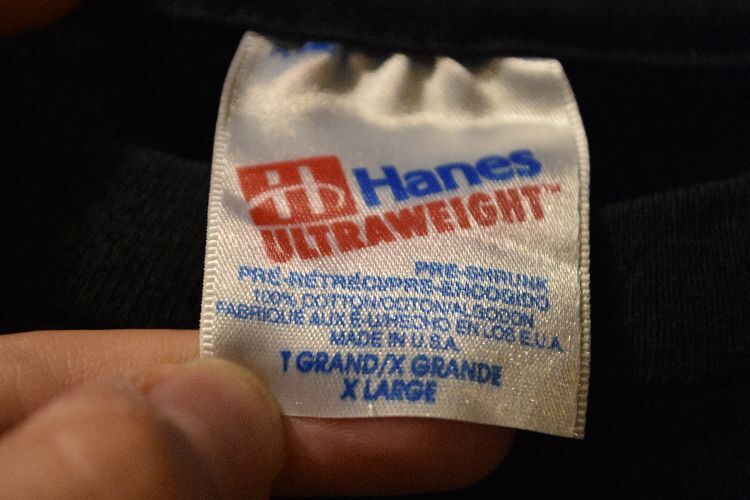 Hanes
ULTRAWEIGHT™
PRE-SHRUNK
PRÉ-RÉTRÉCI/PRE-ENCOGIDO
100% COTTON/COTON/ALGODON
FABRIQUÉ AUX É-U/HECHO EN LOS E.U.A.
MADE IN U.S.A.
T GRAND/X GRANDE
X LARGE